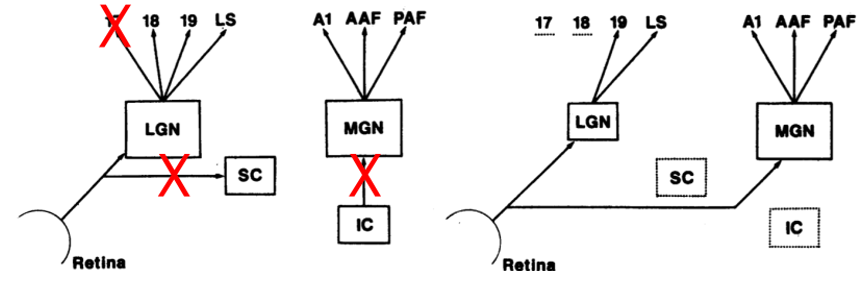 17 18 19 LS
A1 AAF PAF
17 18 19 LS
A1 AAF PAF
LGN
MGN
LGN
MGN
SC
SC
IC
IC
Retina
Retina